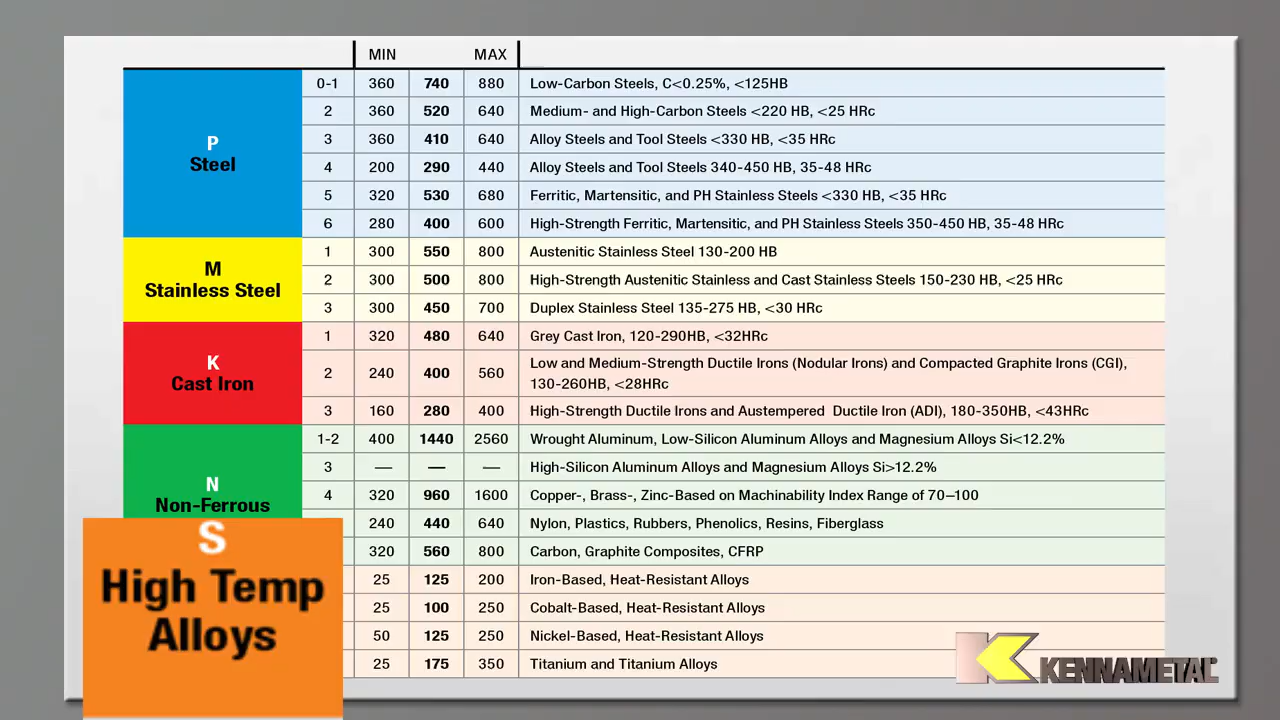 MIN MAX
P
Steel
0-1 360 740 880 Low-Carbon Steels, C<0.25%, <125HB
2 360 520 640 Medium- and High-Carbon Steels <220 HB, <25 HRc
3 360 410 640 Alloy Steels and Tool Steels <330 HB, <35 HRc
4 200 290 440 Alloy Steels and Tool Steels 340-450 HB, 35-48 HRc
5 320 530 680 Ferritic, Martensitic, and PH Stainless Steels <330 HB, <35 HRc
6 280 400 600 High-Strength Ferritic, Martensitic, and PH Stainless Steels 350-450 HB, 35-48 HRc
M
Stainless Steel
1 300 550 800 Austenitic Stainless Steel 130-200 HB
2 300 500 800 High-Strength Austenitic Stainless and Cast Stainless Steels 150-230 HB, <25 HRc
3 300 450 700 Duplex Stainless Steel 135-275 HB, <30 HRc
K
Cast Iron
1 320 480 640 Grey Cast Iron, 120-290HB, <32HRc
2 240 400 560 Low and Medium-Strength Ductile Irons (Nodular Irons) and Compacted Graphite Irons (CGI),
130-260HB, <28HRc
3 160 280 400 High-Strength Ductile Irons and Austempered Ductile Iron (ADI), 180-350HB, <43HRc
N
Non-Ferrous
1-2 400 1440 2560 Wrought Aluminum, Low-Silicon Aluminum Alloys and Magnesium Alloys Si<12.2%
3 — — — High-Silicon Aluminum Alloys and Magnesium Alloys Si>12.2%
4 320 960 1600 Copper-, Brass-, Zinc-Based on Machinability Index Range of 70–100
240 440 640 Nylon, Plastics, Rubbers, Phenolics, Resins, Fiberglass
320 560 800 Carbon, Graphite Composites, CFRP
S
High Temp
Alloys
25 125 200 Iron-Based, Heat-Resistant Alloys
25 100 250 Cobalt-Based, Heat-Resistant Alloys
50 125 250 Nickel-Based, Heat-Resistant Alloys
25 175 350 Titanium and Titanium Alloys
KENNAMETAL